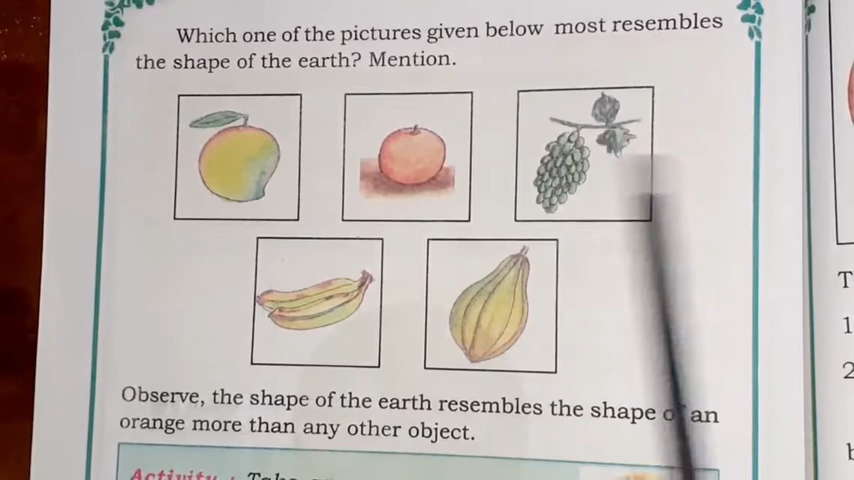 Which one of the pictures given below most resembles
the shape of the earth? Mention.
Observe, the shape of the earth resembles the shape of an
orange more than any other object.
Activity :
T
1
2
b